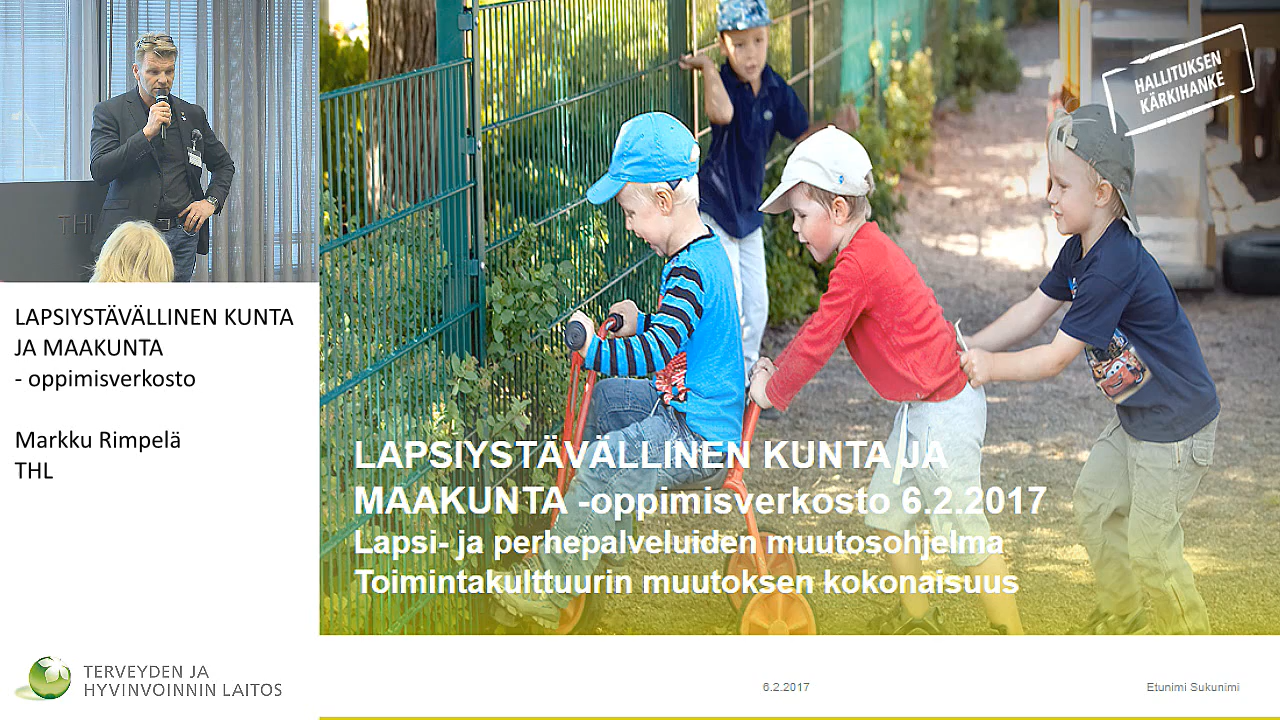 THL
LAPSIYSTÄVÄLLINEN KUNTA
JA MAAKUNTA
- oppimisverkosto
Markku Rimpelä
THL
TERVEYDEN JA
HYVINVOINNIN LAITOS
HALLITUKSEN
KÄRKIHANKE
LAPSIYSTÄVÄLLINEN KUNTA JA
MAAKUNTA -oppimisverkosto 6.2.2017
Lapsi- ja perhepalveluiden muutosohjelma
Toimintakulttuurin muutoksen kokonaisuus
6.2.2017
Etunimi Sukunimi